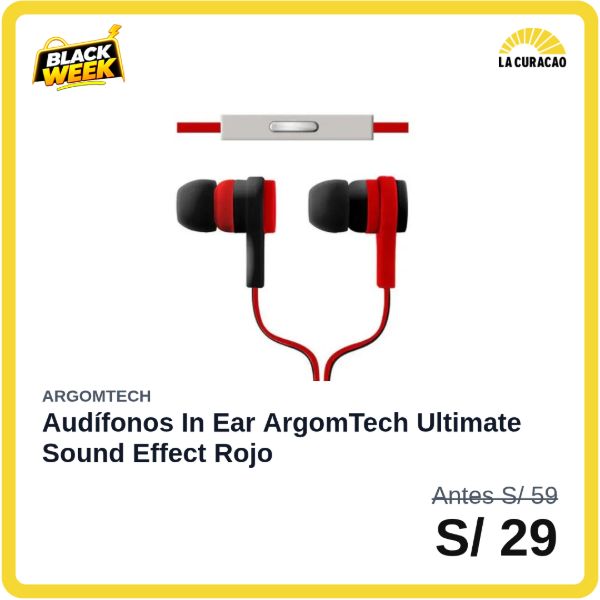 BLACK
WEEK
LA CURACAO
ARGOMTECH
Audífonos In Ear ArgomTech Ultimate
Sound Effect Rojo
Antes S/ 59
S/ 29